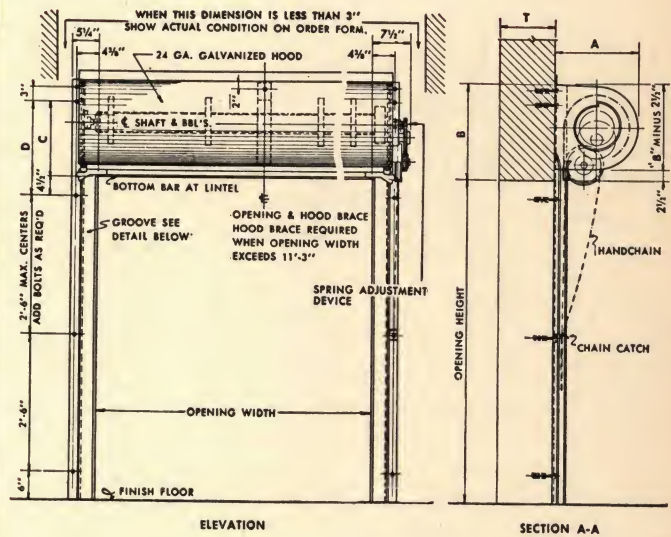 WHEN THIS DIMENSION IS LESS THAN 3"
SHOW ACTUAL CONDITION ON ORDER FORM.
5¼"
4⅜"
24 GA. GALVANIZED HOOD
4⅜"
7½"
3"
2"
C
D
4½"
℄ SHAFT & BBL'S.
BOTTOM BAR AT LINTEL
GROOVE SEE
DETAIL BELOW
OPENING & HOOD BRACE
HOOD BRACE REQUIRED
WHEN OPENING WIDTH
EXCEEDS 11'-3"
SPRING ADJUSTMENT
DEVICE
2'-6" MAX. CENTERS
ADD BOLTS AS REQ'D
OPENING WIDTH
2'-6"
6"
FINISH FLOOR
ELEVATION
T
A
B
"B" MINUS 2½"
2½"
HANDCHAIN
CHAIN CATCH
OPENING HEIGHT
SECTION A-A